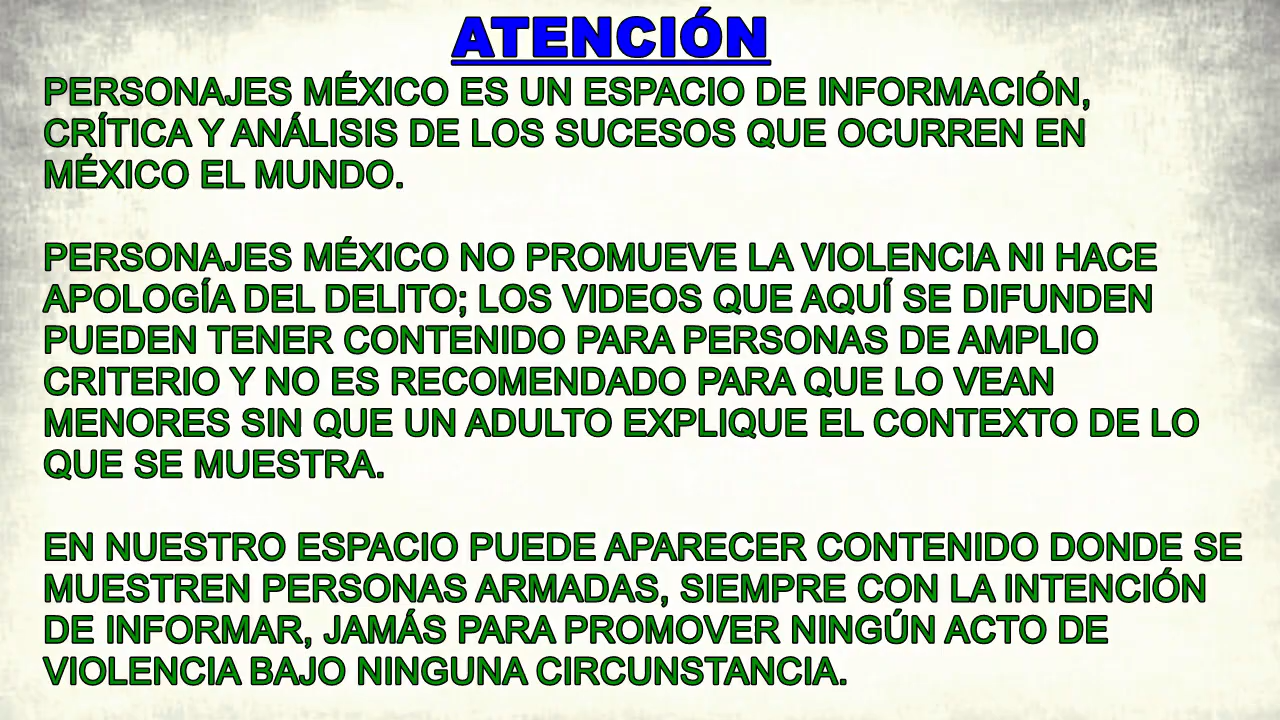 ATENCIÓN
PERSONAJES MÉXICO ES UN ESPACIO DE INFORMACIÓN,
CRÍTICA Y ANÁLISIS DE LOS SUCESOS QUE OCURREN EN
MÉXICO EL MUNDO.
PERSONAJES MÉXICO NO PROMUEVE LA VIOLENCIA NI HACE
APOLOGÍA DEL DELITO; LOS VIDEOS QUE AQUÍ SE DIFUNDEN
PUEDEN TENER CONTENIDO PARA PERSONAS DE AMPLIO
CRITERIO Y NO ES RECOMENDADO PARA QUE LO VEAN
MENORES SIN QUE UN ADULTO EXPLIQUE EL CONTEXTO DE LO
QUE SE MUESTRA.
EN NUESTRO ESPACIO PUEDE APARECER CONTENIDO DONDE SE
MUESTREN PERSONAS ARMADAS, SIEMPRE CON LA INTENCIÓN
DE INFORMAR, JAMÁS PARA PROMOVER NINGÚN ACTO DE
VIOLENCIA BAJO NINGUNA CIRCUNSTANCIA.